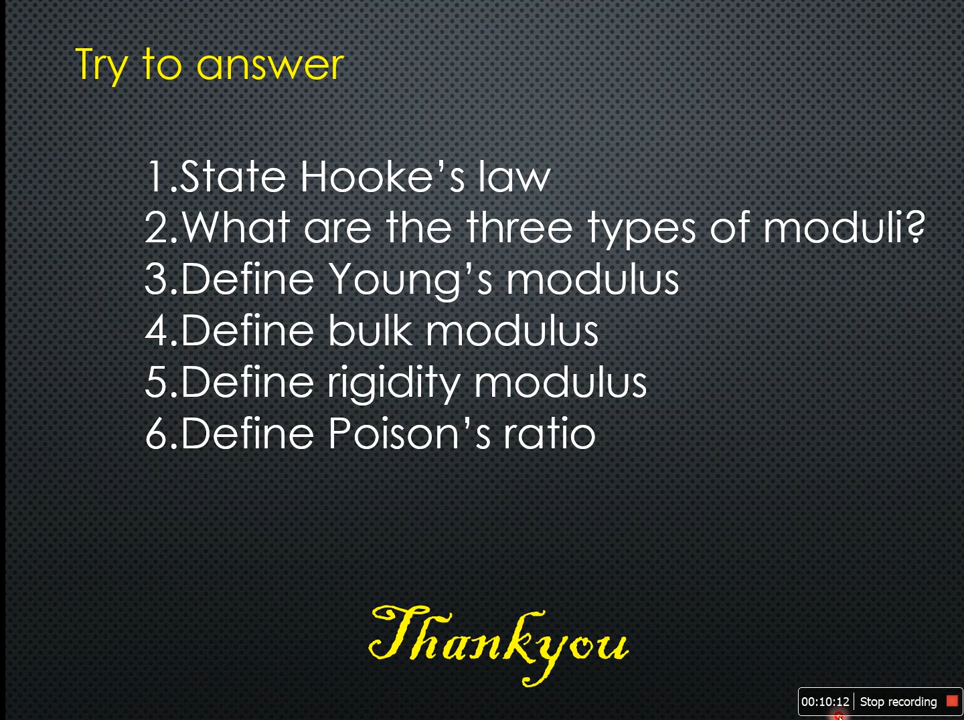 Try to answer
1.State Hooke’s law
2.What are the three types of moduli?
3.Define Young’s modulus
4.Define bulk modulus
5.Define rigidity modulus
6.Define Poison’s ratio
Thankyou
00:10:12 Stop recording